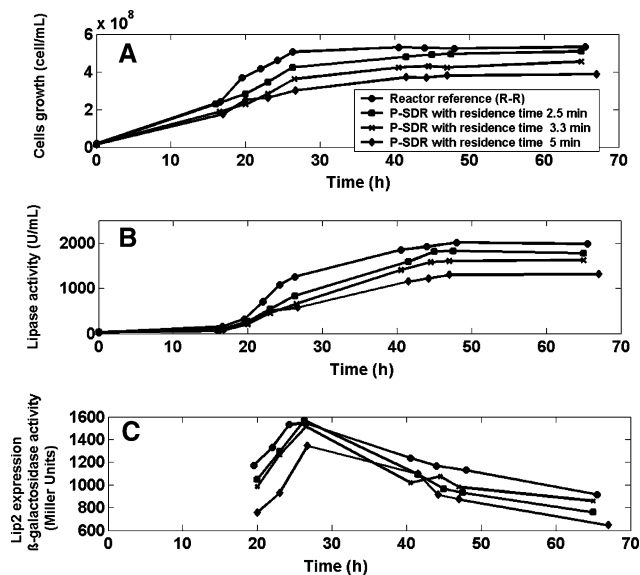 x 10⁸
6
4
2
0
Cells growth (cell/mL)
A
Reactor reference (R-R)
P-SDR with residence time 2.5 min
P-SDR with residence time 3.3 min
P-SDR with residence time 5 min
0 10 20 30 40 50 60 70
Time (h)
2000
1000
0
Lipase activity (U/mL)
B
0 10 20 30 40 50 60 70
Time (h)
1600
1400
1200
1000
800
600
Lip2 expression
ß-galactosidase activity
(Miller Units)
C
0 10 20 30 40 50 60 70
Time (h)